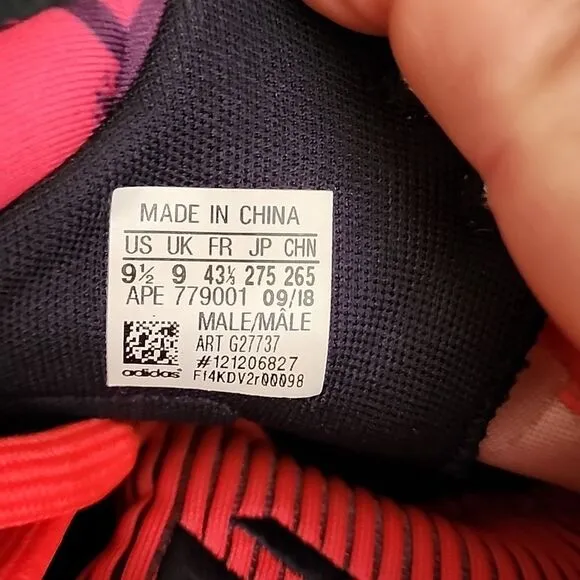 MADE IN CHINA
US UK FR JP CHN
9½ 9 43⅓ 275 265
APE 779001 09/18
MALE/MÂLE
ART G27737
#121206827
adidas Ff4KDV2r00098